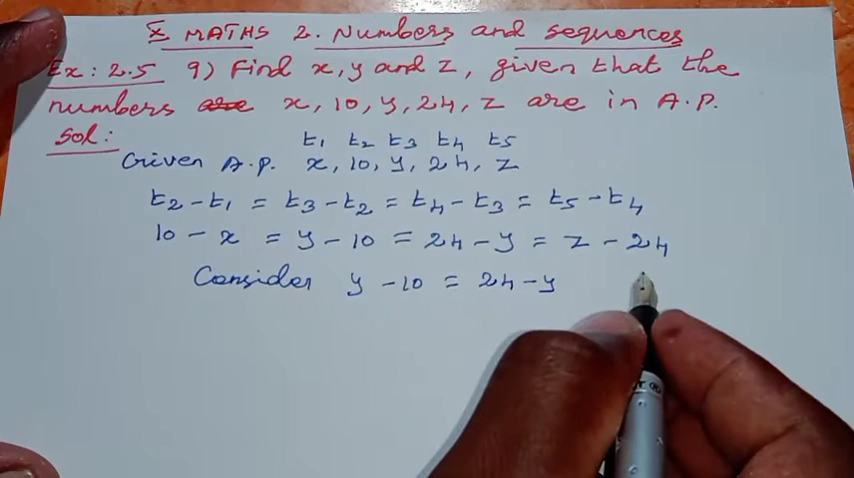 X MATHS 2. Numbers and sequences
Ex: 2.5 9) Find x, y and z, given that the
numbers are x, 10, y, 24, z are in A.P.
Sol:
t1 t2 t3 t4 t5
Given A.P. x, 10, y, 24, z
t2 - t1 = t3 - t2 = t4 - t3 = t5 - t4
10 - x = y - 10 = 24 - y = z - 24
Consider y - 10 = 24 - y